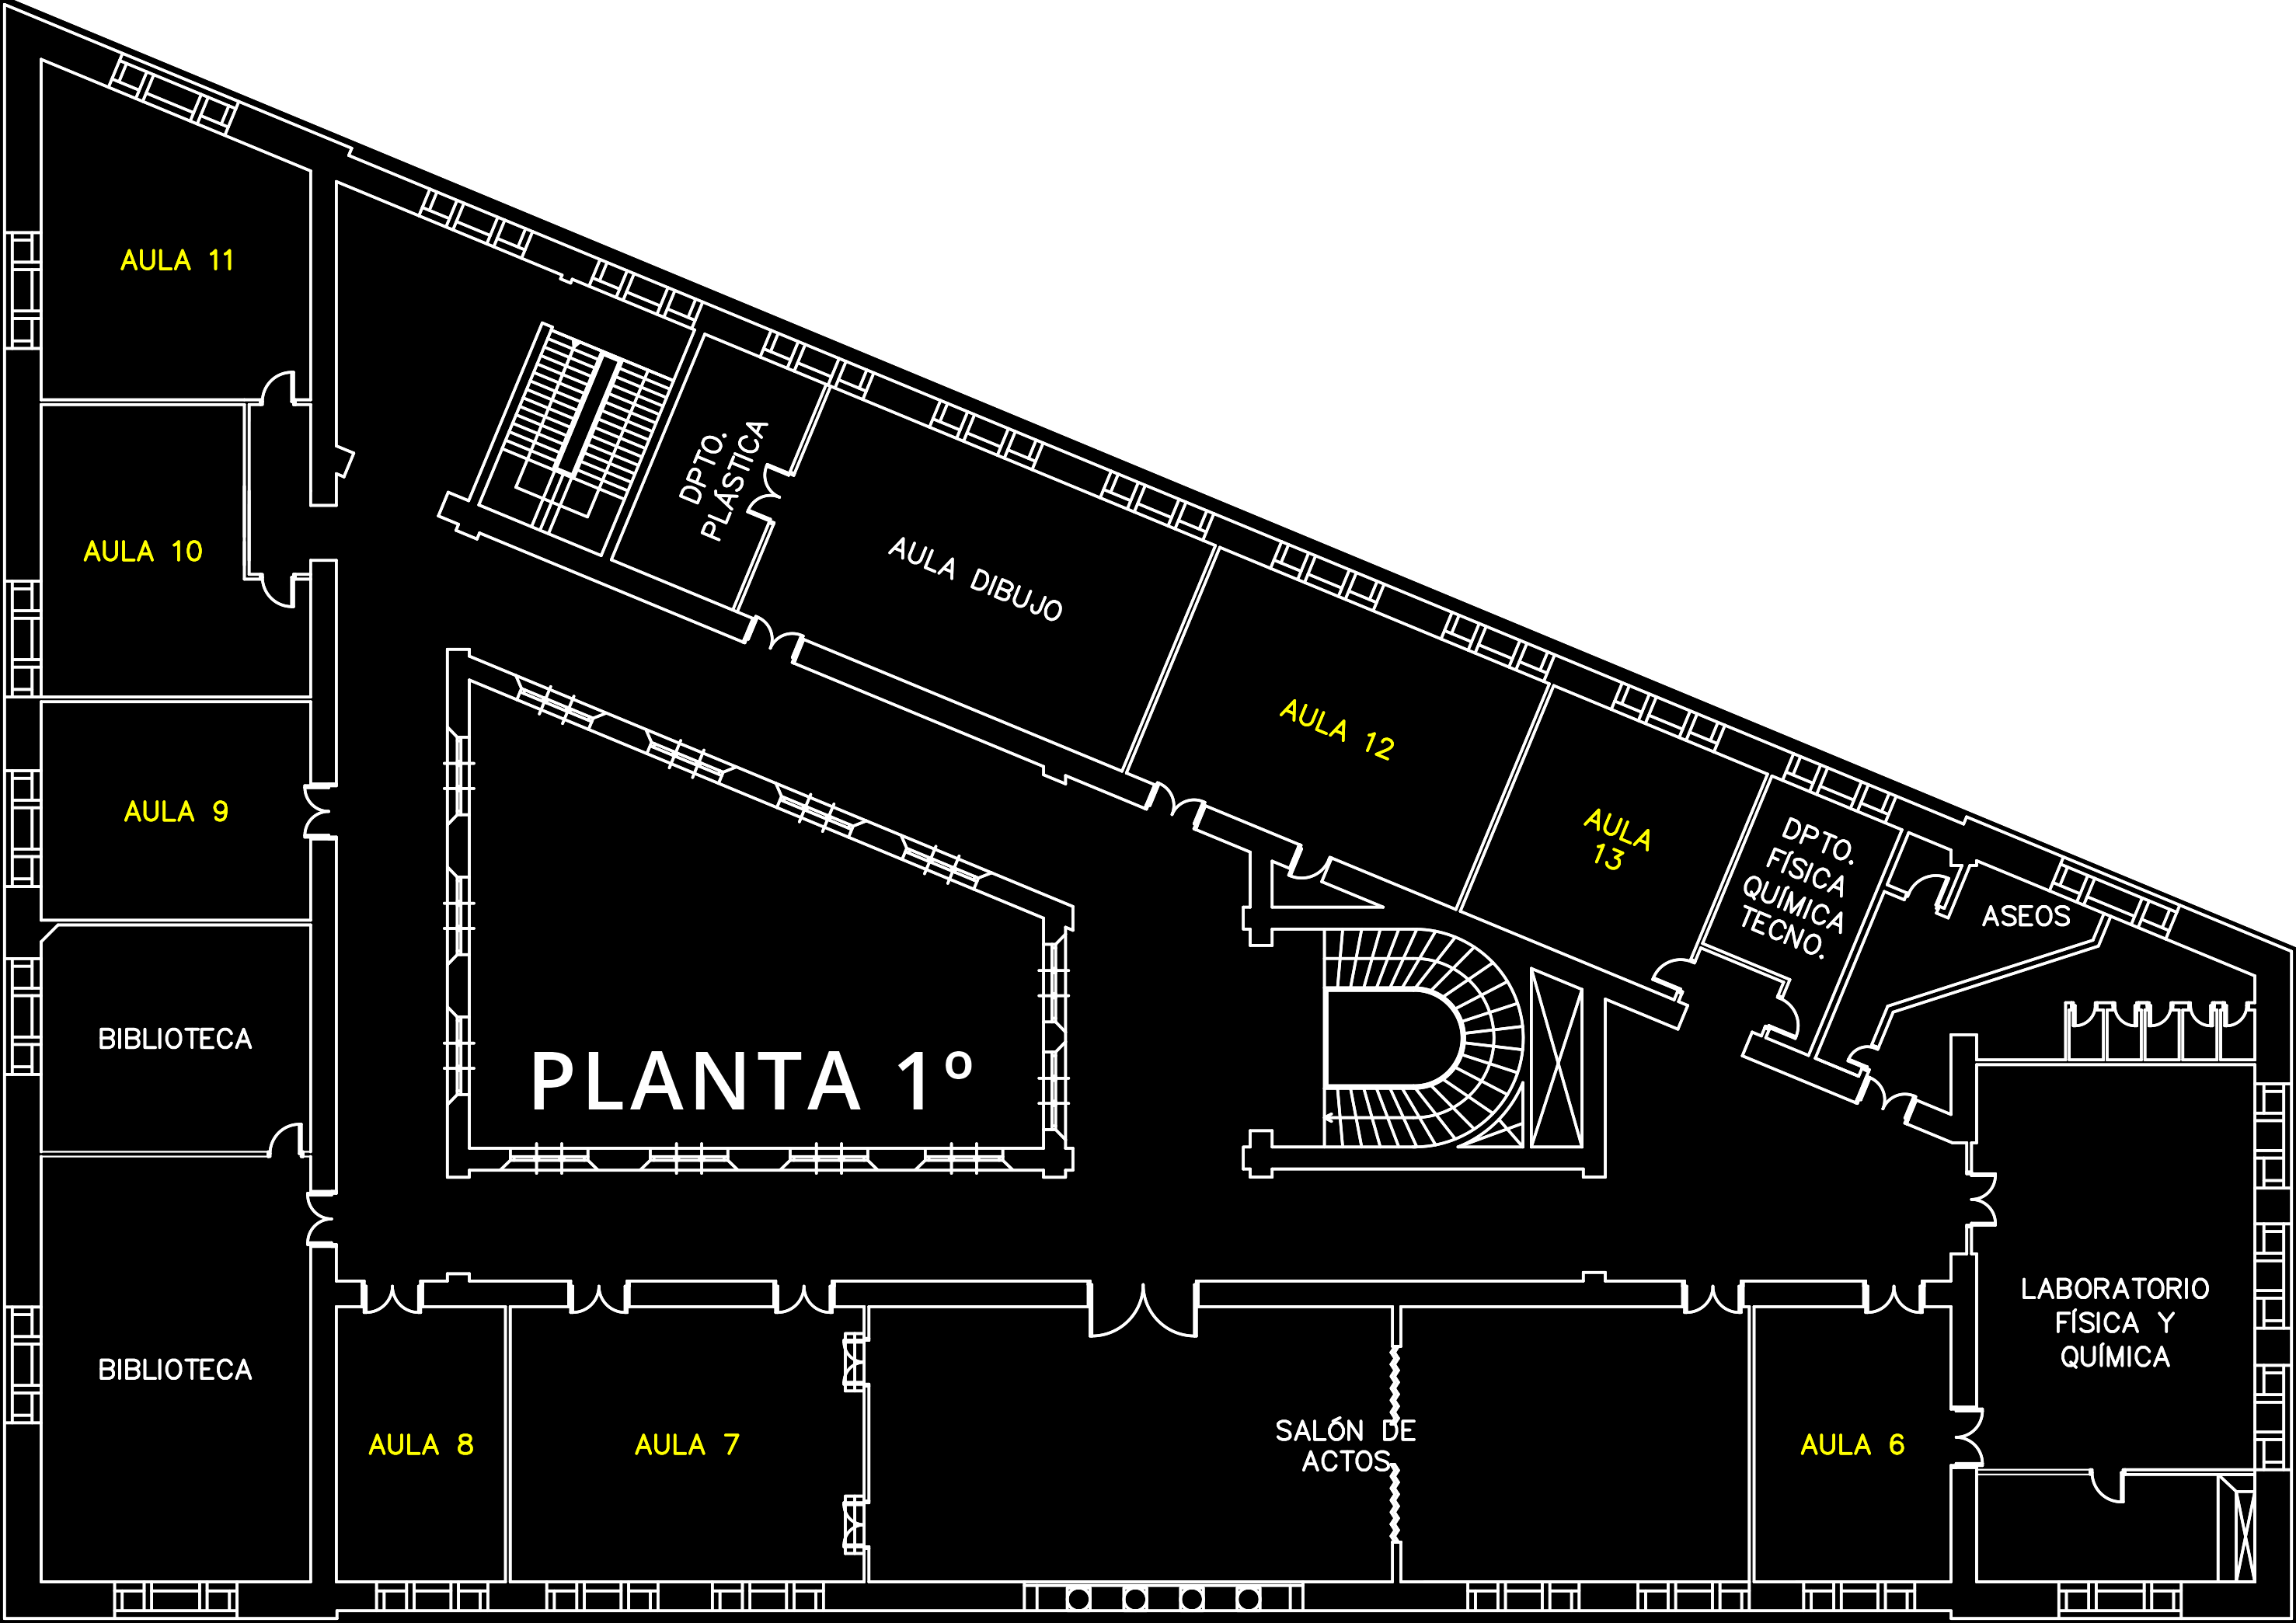 AULA 11
AULA 10
DPTO.
PLÁSTICA
AULA DIBUJO
AULA 12
AULA 9
AULA
13
DPTO.
FÍSICA
QUÍMICA
TECNO.
ASEOS
BIBLIOTECA
PLANTA 1º
BIBLIOTECA
LABORATORIO
FÍSICA Y
QUÍMICA
AULA 8
AULA 7
SALÓN DE
ACTOS
AULA 6